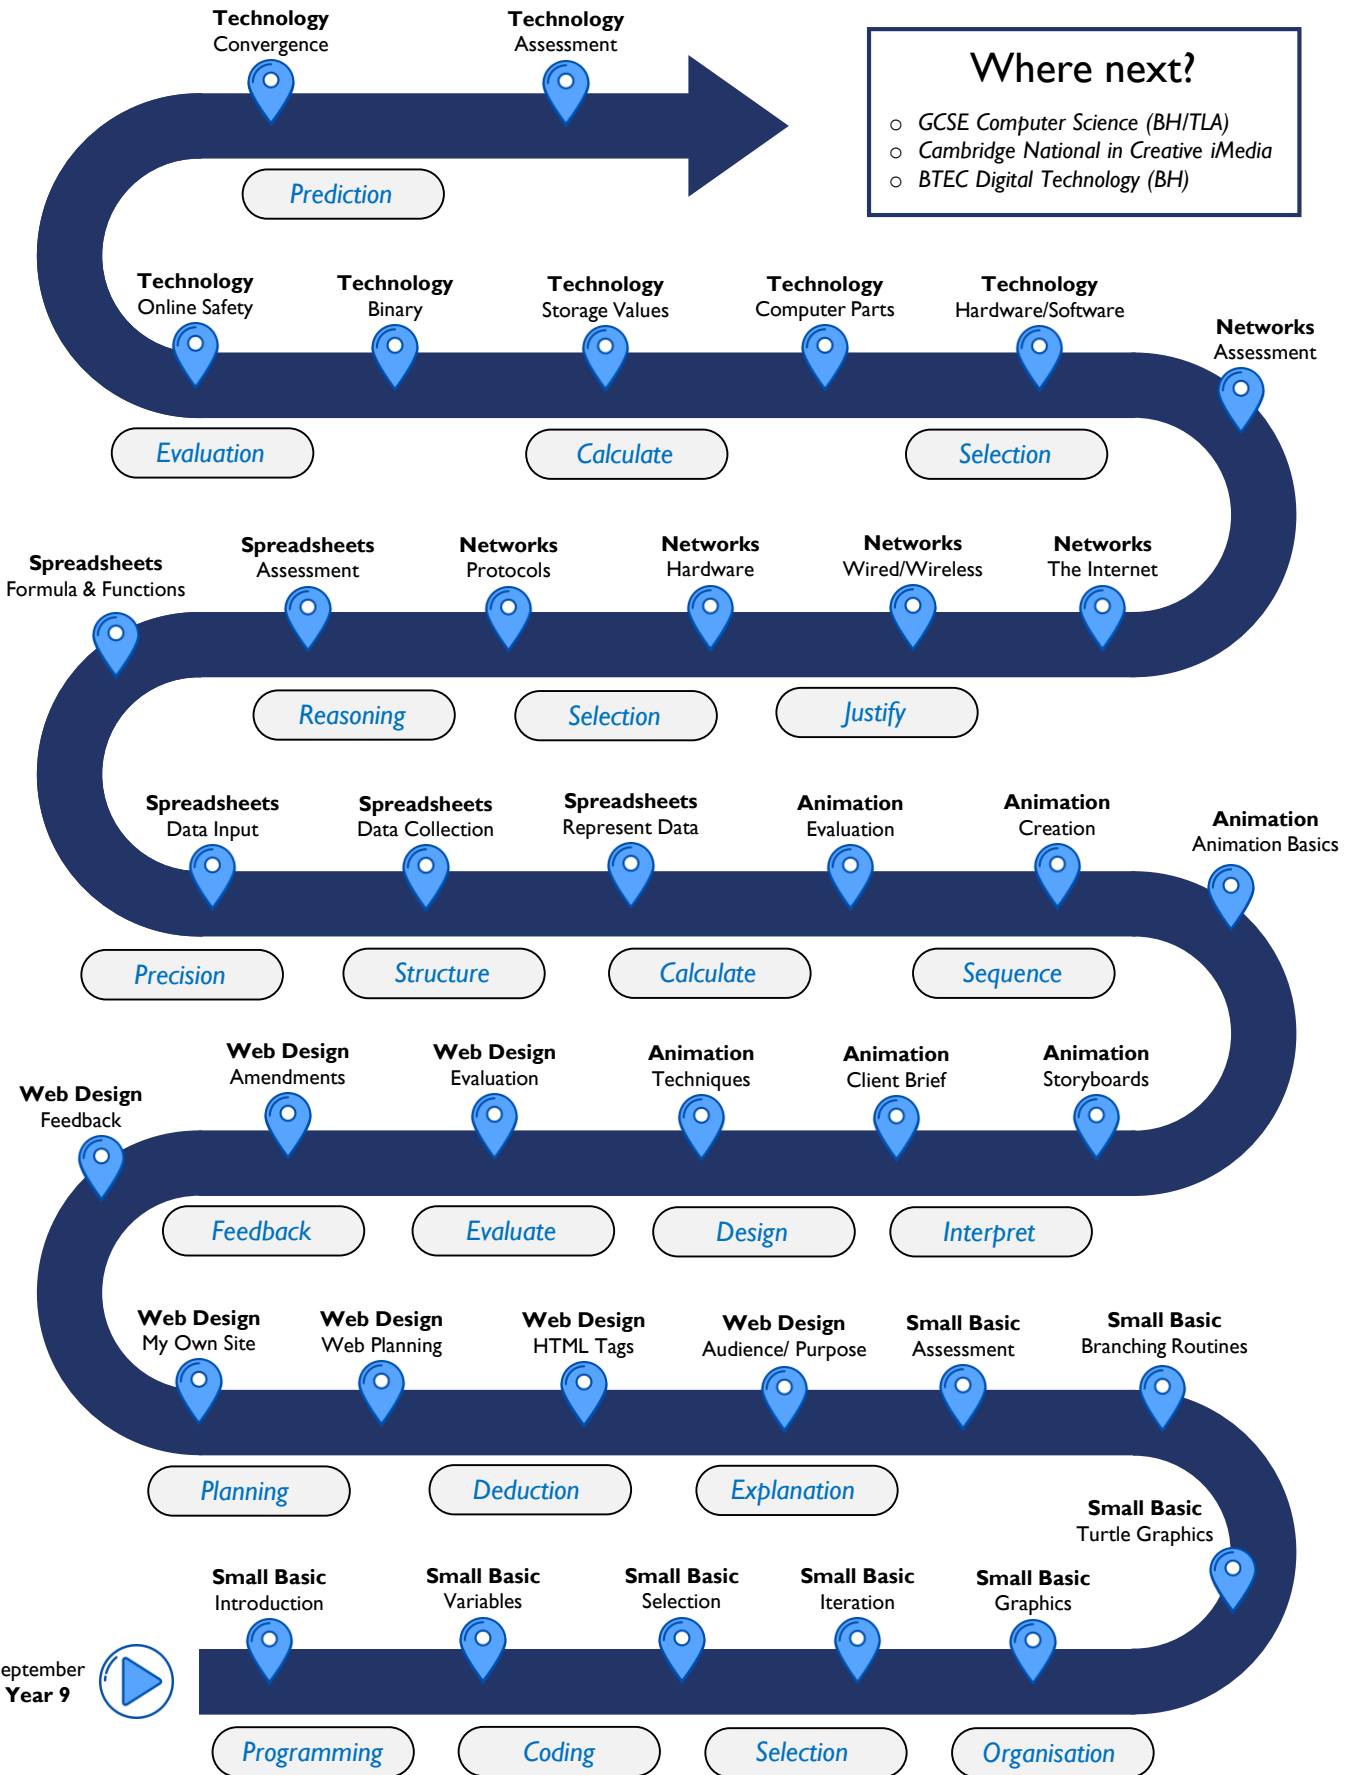 Technology
Convergence
Technology
Assessment
Where next?
GCSE Computer Science (BH/TLA)
Cambridge National in Creative iMedia
BTEC Digital Technology (BH)
Prediction
Technology
Online Safety
Technology
Binary
Technology
Storage Values
Technology
Computer Parts
Technology
Hardware/Software
Networks
Assessment
Evaluation
Calculate
Selection
Spreadsheets
Formula & Functions
Spreadsheets
Assessment
Networks
Protocols
Networks
Hardware
Networks
Wired/Wireless
Networks
The Internet
Reasoning
Selection
Justify
Spreadsheets
Data Input
Spreadsheets
Data Collection
Spreadsheets
Represent Data
Animation
Evaluation
Animation
Creation
Animation
Animation Basics
Precision
Structure
Calculate
Sequence
Web Design
Feedback
Web Design
Amendments
Web Design
Evaluation
Animation
Techniques
Animation
Client Brief
Animation
Storyboards
Feedback
Evaluate
Design
Interpret
Web Design
My Own Site
Web Design
Web Planning
Web Design
HTML Tags
Web Design
Audience/ Purpose
Small Basic
Assessment
Small Basic
Branching Routines
Planning
Deduction
Explanation
Small Basic
Turtle Graphics
Small Basic
Introduction
Small Basic
Variables
Small Basic
Selection
Small Basic
Iteration
Small Basic
Graphics
eptember
Year 9
Programming
Coding
Selection
Organisation